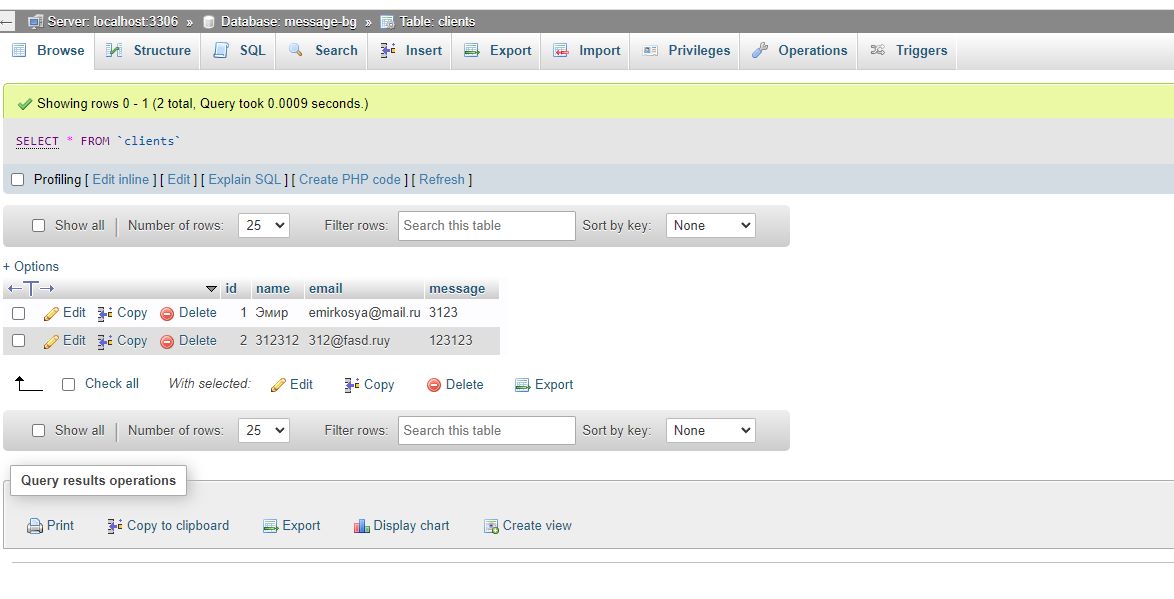 Server: localhost:3306 » Database: message-bg » Table: clients
Browse Structure SQL Search Insert Export Import Privileges Operations Triggers
Showing rows 0 - 1 (2 total, Query took 0.0009 seconds.)
SELECT * FROM `clients`
Profiling [ Edit inline ] [ Edit ] [ Explain SQL ] [ Create PHP code ] [ Refresh ]
Show all | Number of rows: 25 Filter rows: Search this table Sort by key: None
+ Options
←T→ id name email message
Edit Copy Delete 1 Эмир emirkosya@mail.ru 3123
Edit Copy Delete 2 312312 312@fasd.ruy 123123
Check all With selected: Edit Copy Delete Export
Show all | Number of rows: 25 Filter rows: Search this table Sort by key: None
Query results operations
Print Copy to clipboard Export Display chart Create view